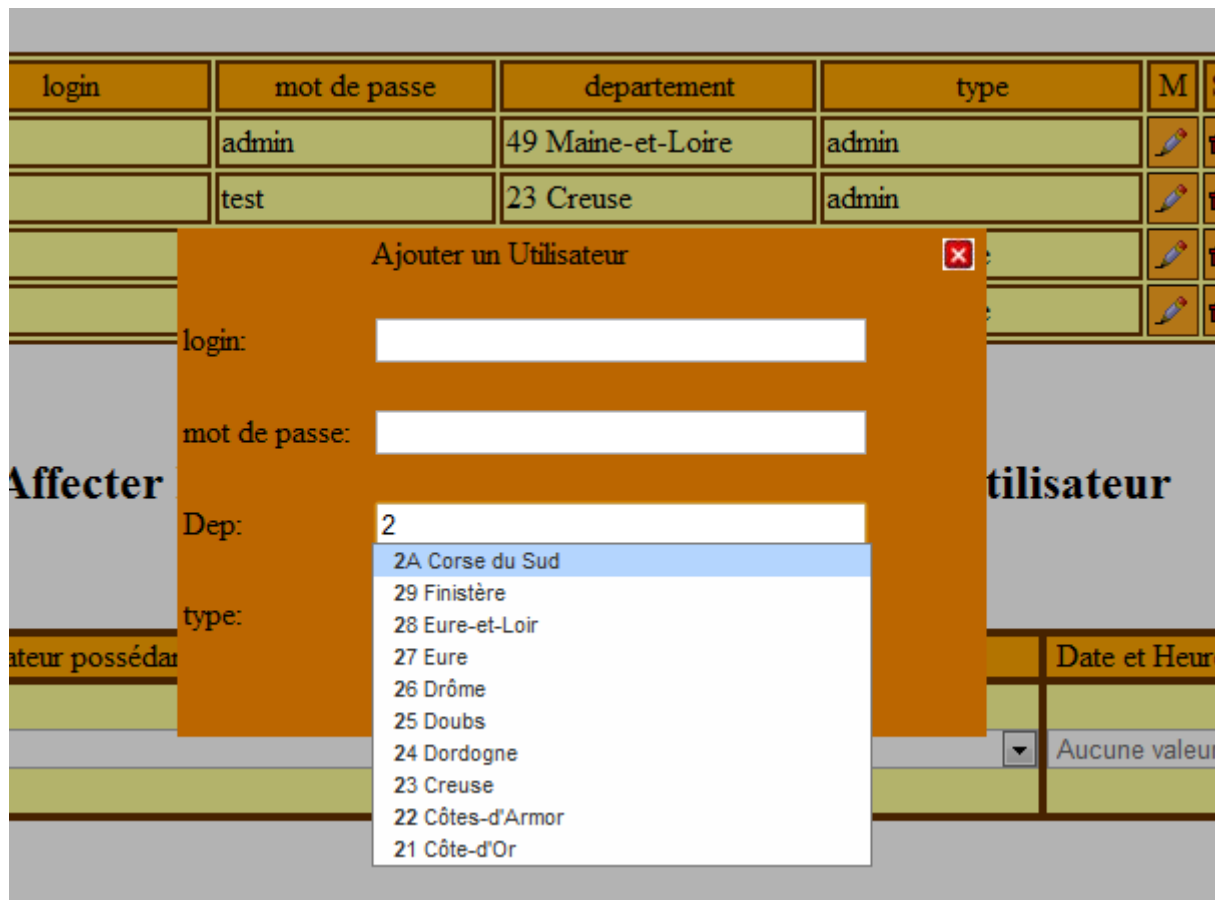 login mot de passe departement type M
admin 49 Maine-et-Loire admin
test 23 Creuse admin
Ajouter un Utilisateur
login:
mot de passe:
Affecter tilisateur
Dep: 2
2A Corse du Sud
29 Finistère
28 Eure-et-Loir
27 Eure
26 Drôme
25 Doubs
24 Dordogne
23 Creuse
22 Côtes-d'Armor
21 Côte-d'Or
type:
ateur possédan Date et Heur
Aucune valeur